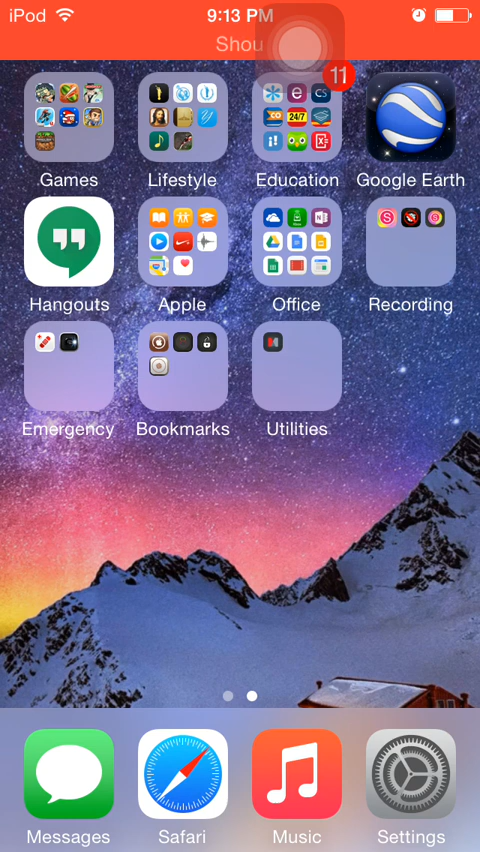 iPod 9:13 PM
Shou
11
Games Lifestyle Education Google Earth
Hangouts Apple Office Recording
Emergency Bookmarks Utilities
Messages Safari Music Settings